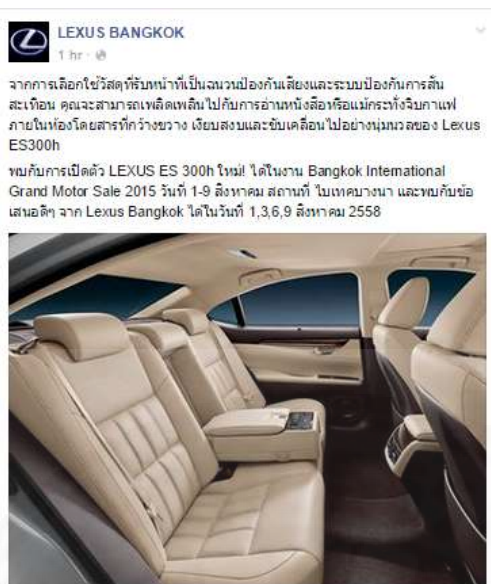 LEXUS BANGKOK
1 hr ·
จากการเลือกใช้วัสดุที่รับหน้าที่เป็นฉนวนป้องกันเสียงและระบบป้องกันการสั่น
สะเทือน คุณจะสามารถเพลิดเพลินไปกับการอ่านหนังสือหรือแม้กระทั่งจิบกาแฟ
ภายในห้องโดยสารที่กว้างขวาง เงียบสงบและขับเคลื่อนไปอย่างนุ่มนวลของ Lexus
ES300h
พบกับการเปิดตัว LEXUS ES 300h ใหม่! ได้ในงาน Bangkok International
Grand Motor Sale 2015 วันที่ 1-9 สิงหาคม สถานที่ ไบเทคบางนา และพบกับข้อ
เสนอดีๆ จาก Lexus Bangkok ได้ในวันที่ 1,3,6,9 สิงหาคม 2558